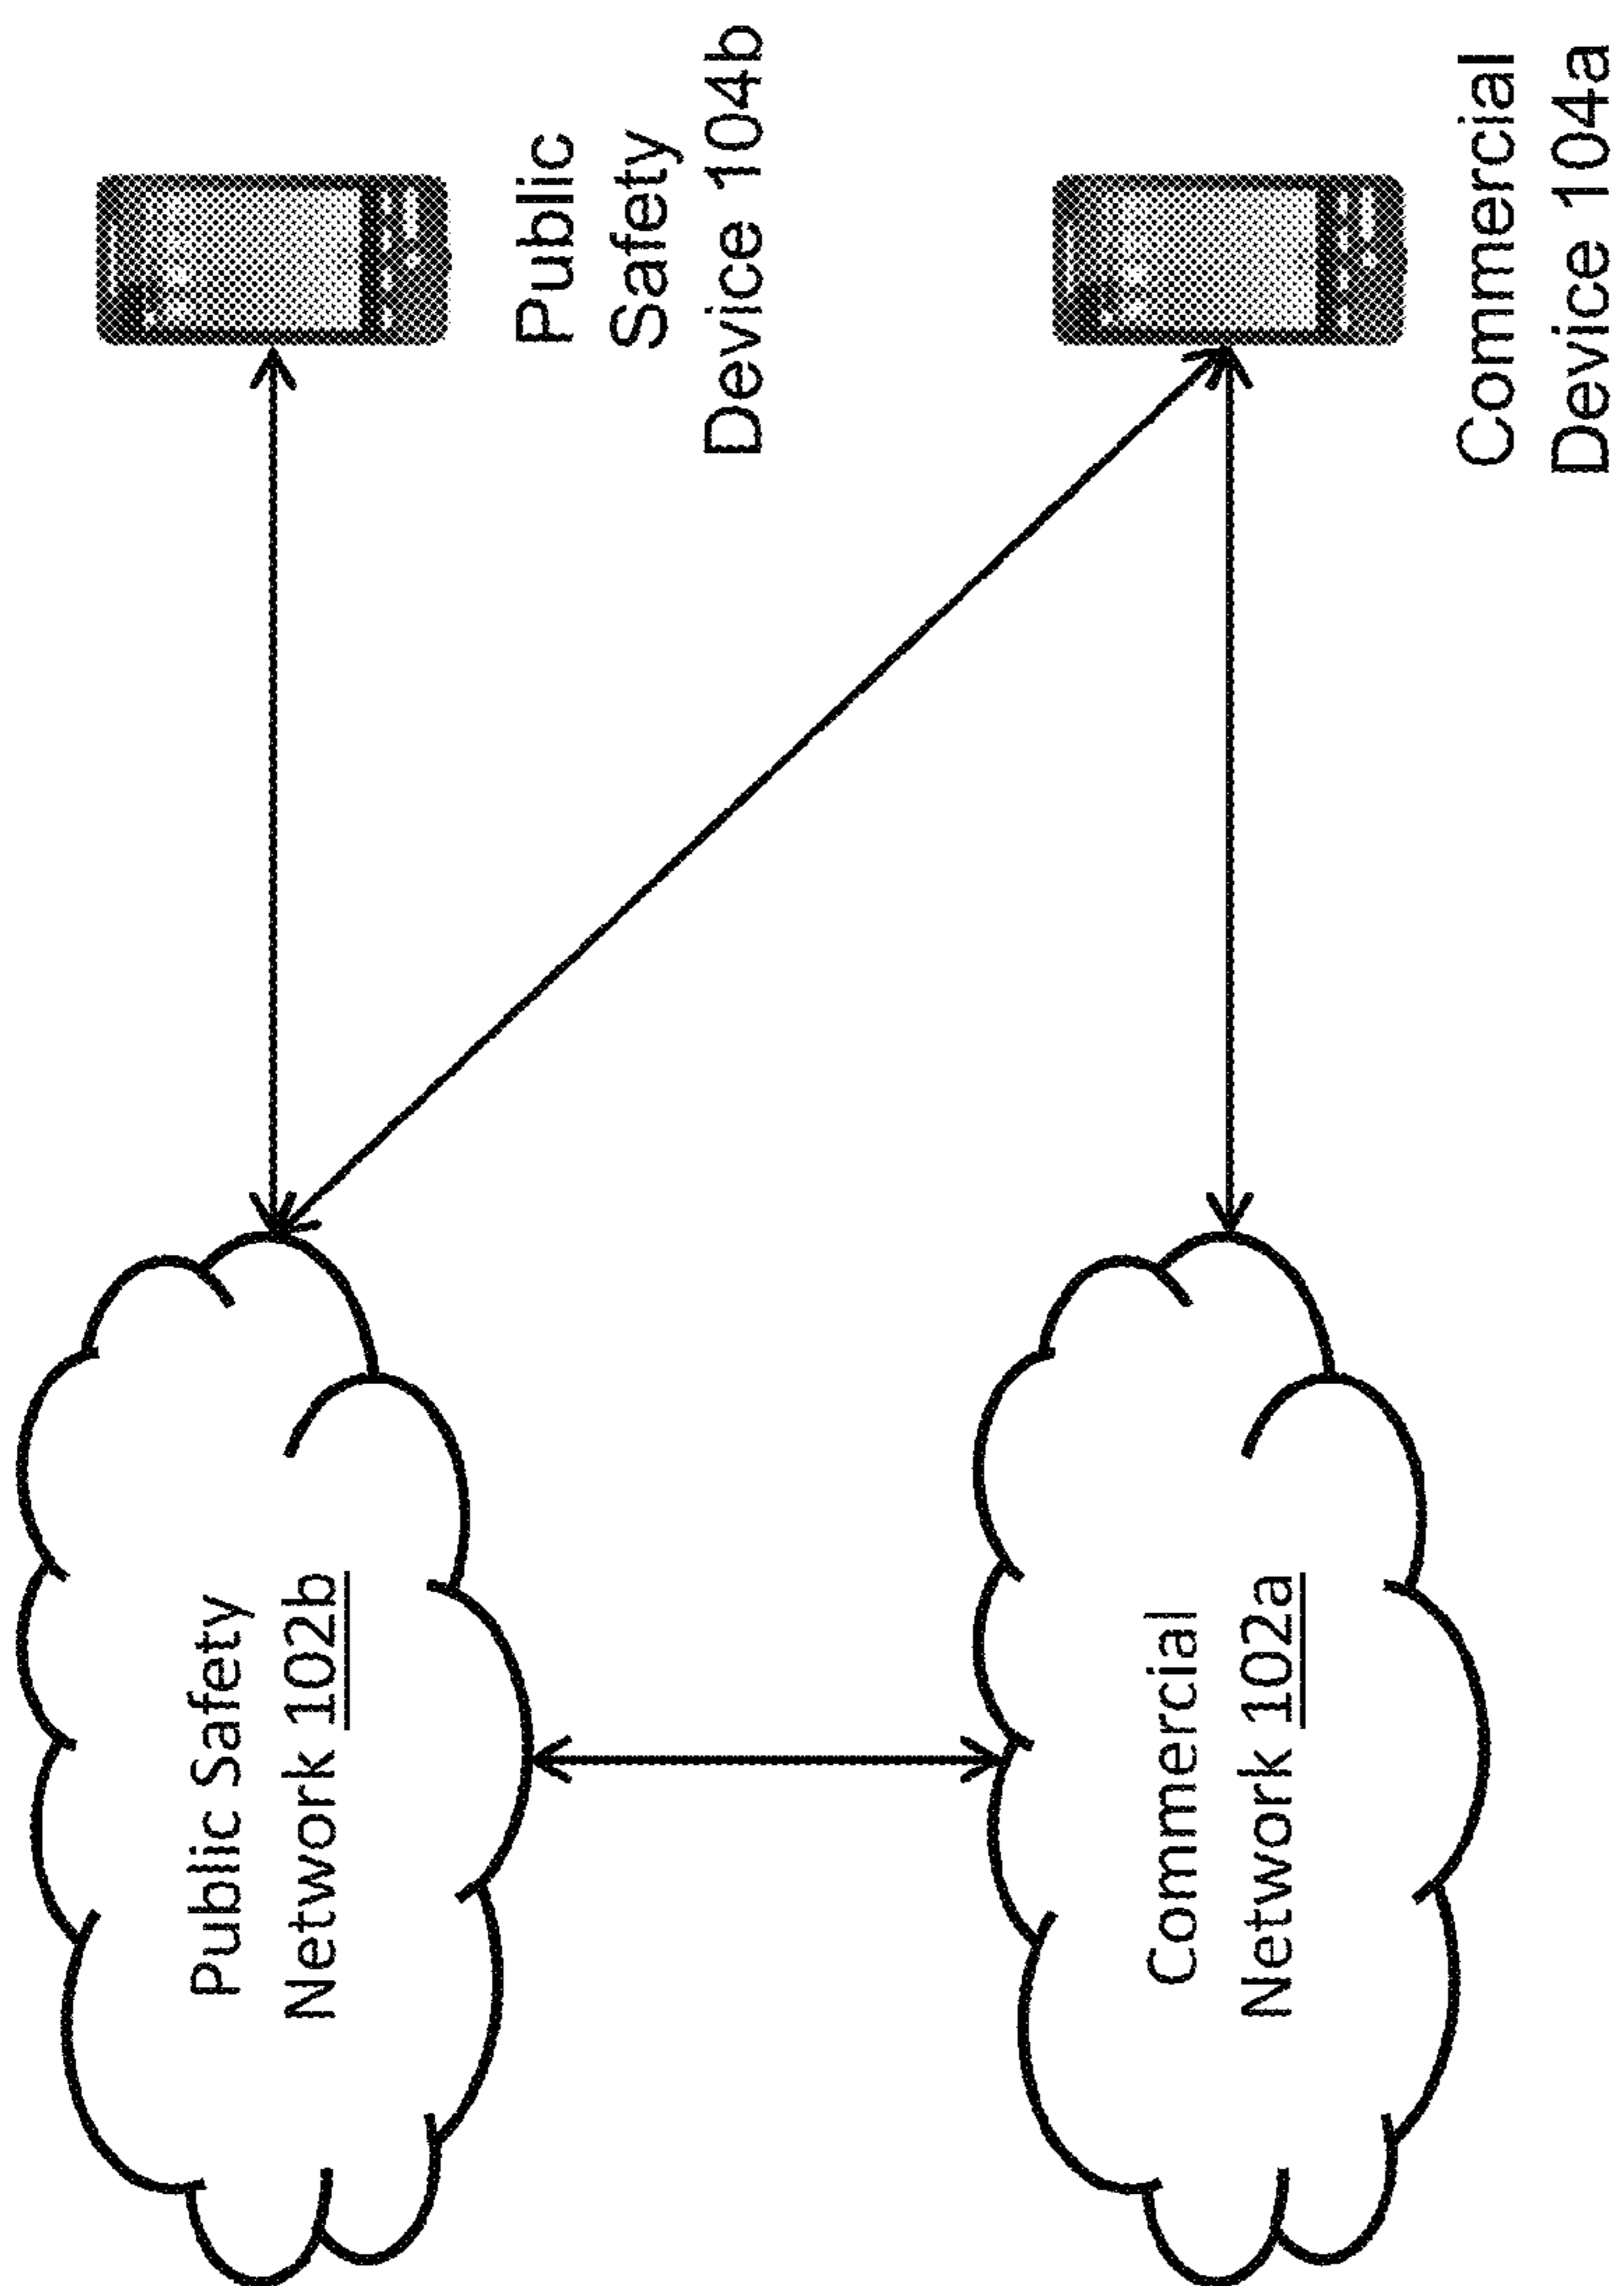 Public Safety
Network 102b
Public
Safety
Device 104b
Commercial
Network 102a
Commercial
Device 104a